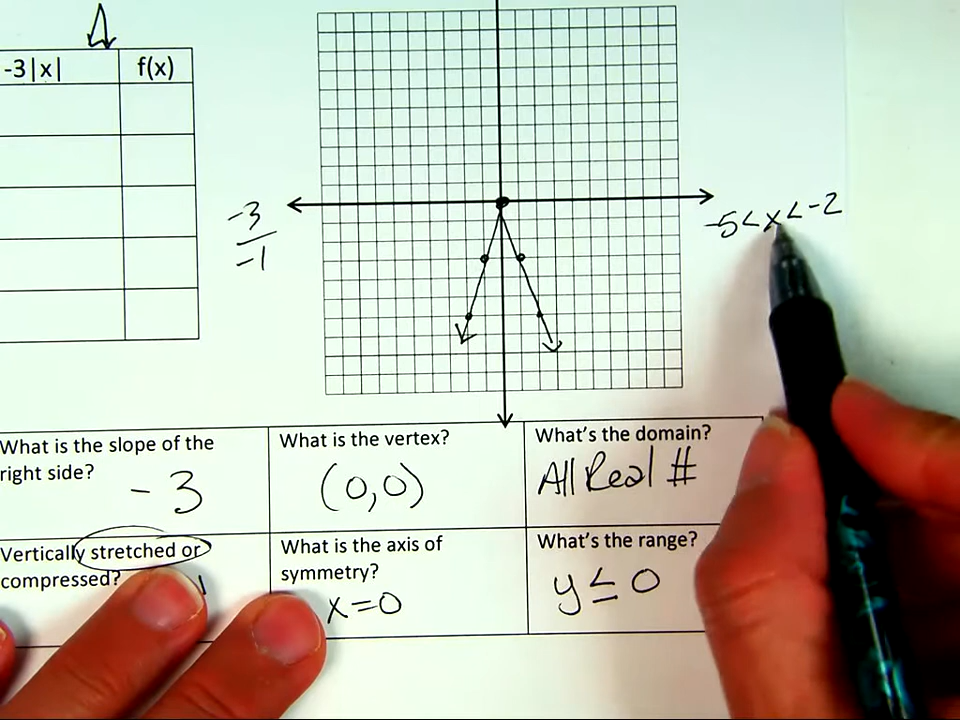 -3|x| f(x)
-3
-1
-5<x<-2
What is the slope of the
right side?
-3
What is the vertex?
(0,0)
What's the domain?
All Real #
Vertically stretched or
compressed?
What is the axis of
symmetry?
x=0
What's the range?
y≤0